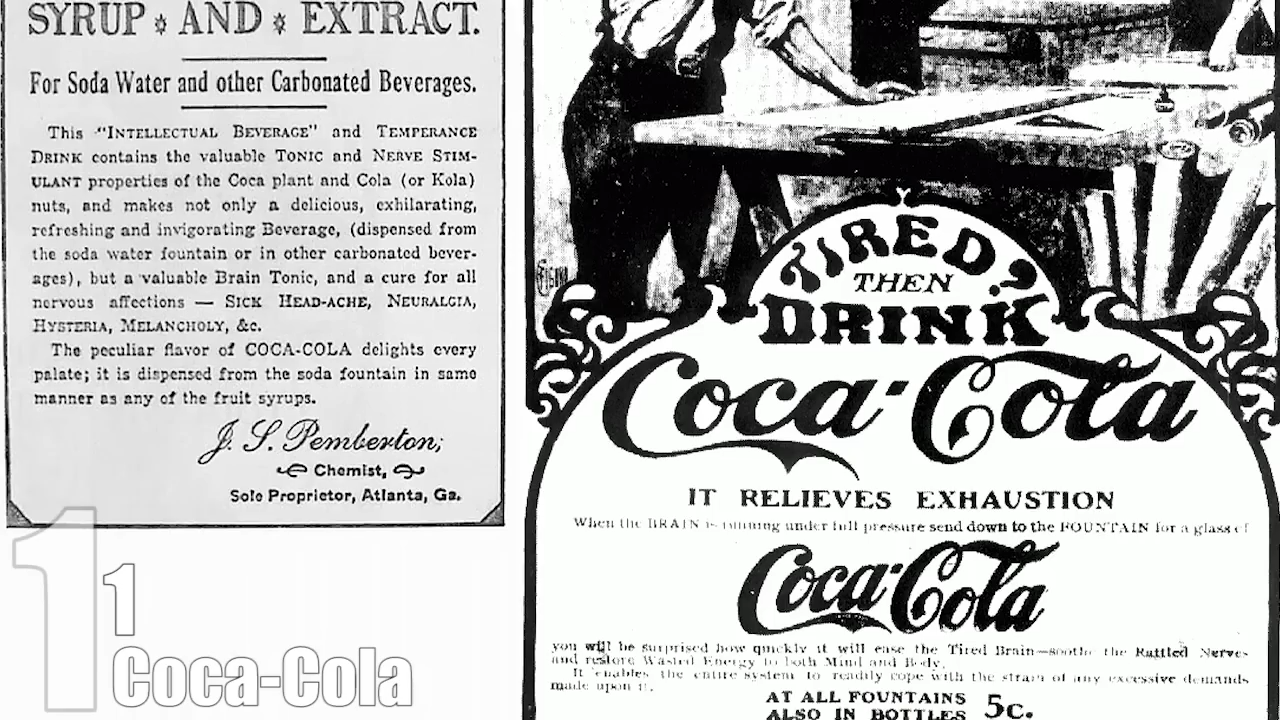 SYRUP AND EXTRACT.
For Soda Water and other Carbonated Beverages.
This "INTELLECTUAL BEVERAGE" and TEMPERANCE
DRINK contains the valuable TONIC and NERVE STIM-
ULANT properties of the Coca plant and Cola (or Kola)
nuts, and makes not only a delicious, exhilarating,
refreshing and invigorating Beverage, (dispensed from
the soda water fountain or in other carbonated bever-
ages), but a valuable Brain Tonic, and a cure for all
nervous affections — SICK HEAD-ACHE, NEURALGIA,
HYSTERIA, MELANCHOLY, &c.
The peculiar flavor of COCA-COLA delights every
palate; it is dispensed from the soda fountain in same
manner as any of the fruit syrups.
J. S. Pemberton,
Chemist,
Sole Proprietor, Atlanta, Ga.
1
1
Coca-Cola
TIRED?
THEN
DRINK
Coca-Cola
IT RELIEVES EXHAUSTION
When the BRAIN is running under full pressure send down to the FOUNTAIN for a glass of
Coca-Cola
you will be surprised how quickly it will ease the Tired Brain—soothe the Rattled Nerves
and restore Wasted Energy to both Mind and Body.
It enables the entire system to readily cope with the strain of any excessive demands
made upon it.
AT ALL FOUNTAINS
ALSO IN BOTTLES 5c.